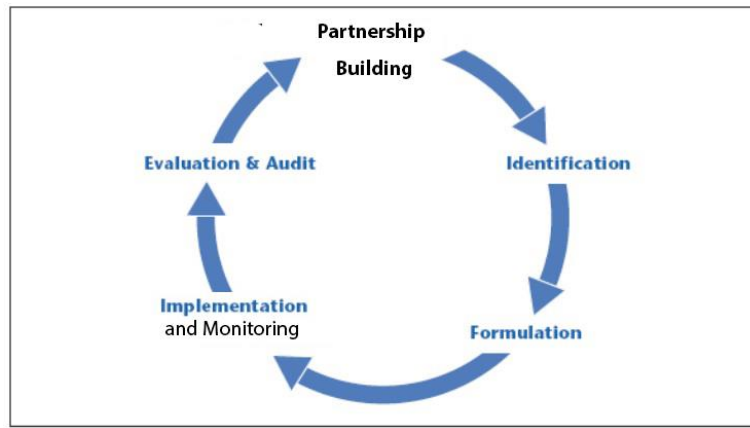 Partnership
Building
Identification
Formulation
Implementation
and Monitoring
Evaluation & Audit